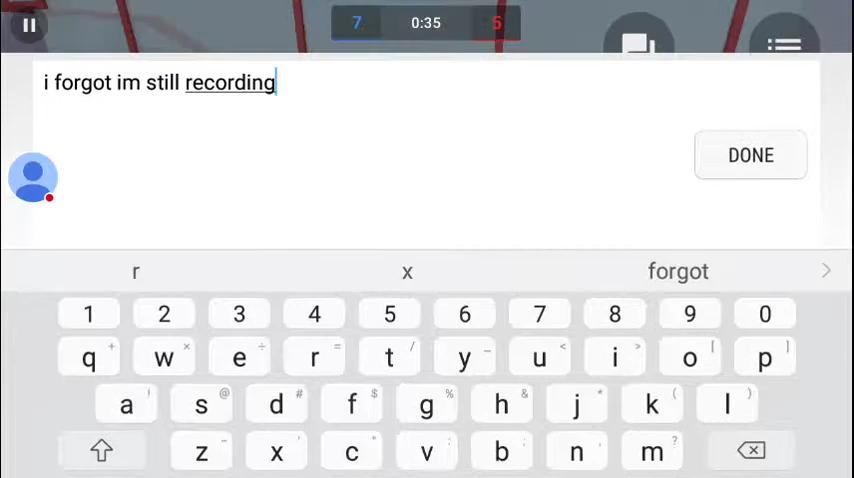 7 0:35 5
i forgot im still recording
DONE
r x forgot
1 2 3 4 5 6 7 8 9 0
q + w × e ÷ r = t / y _ u < i > o [ p ]
a ! s @ d # f $ g % h & j * k ( l )
z - x ' c " v : b ; n , m ?